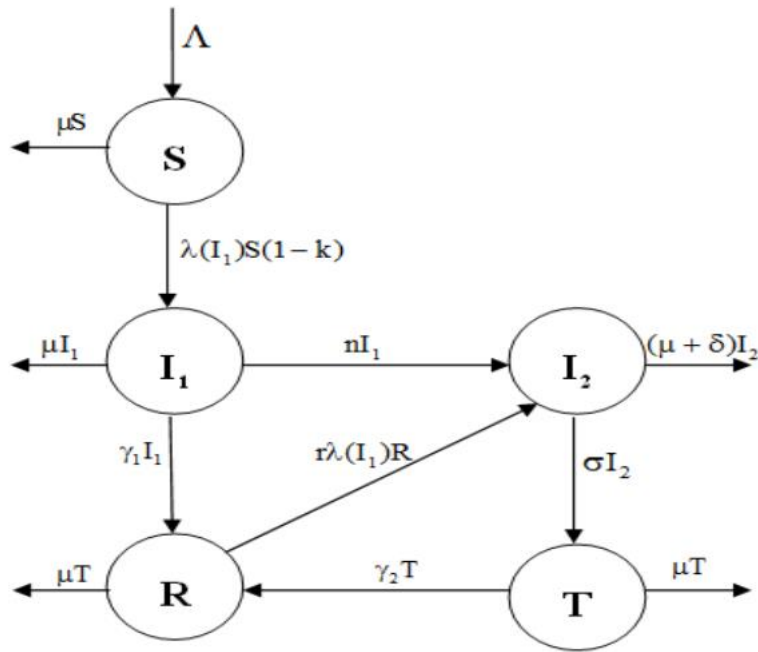 Λ
μS
S
λ(I₁)S(1 − k)
μI₁
I₁
nI₁
I₂
(μ + δ)I₂
γ₁I₁
rλ(I₁)R
σI₂
μT
R
γ₂T
T
μT